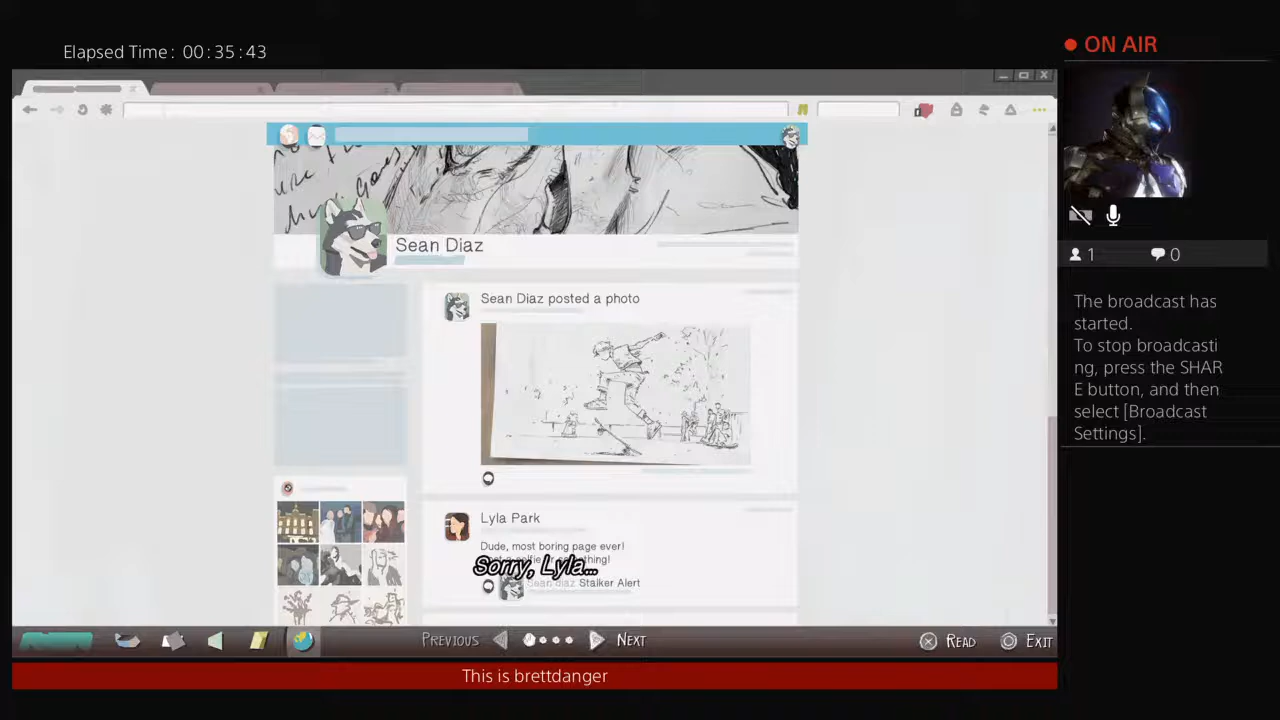 Elapsed Time: 00:35:43
ON AIR
1
0
The broadcast has
started.
To stop broadcasti
ng, press the SHAR
E button, and then
select [Broadcast
Settings].
Sean Diaz
Sean Diaz posted a photo
Lyla Park
Dude, most boring page ever!
Sorry, Lyla...
Sean diaz Stalker Alert
PREVIOUS
NEXT
READ
EXIT
This is brettdanger